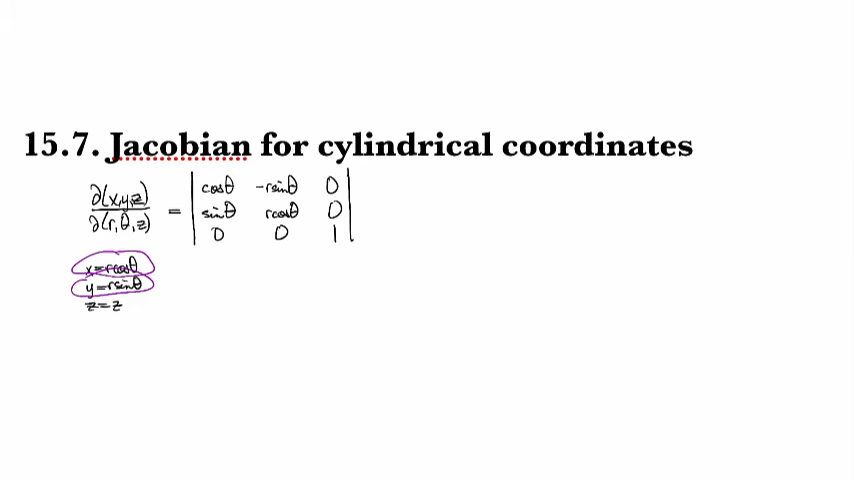 15.7. Jacobian for cylindrical coordinates
∂(x,y,z)/∂(r,θ,z) = | cosθ -rsinθ 0 |
| sinθ rcosθ 0 |
| 0 0 1 |
x=rcosθ
y=rsinθ
z=z